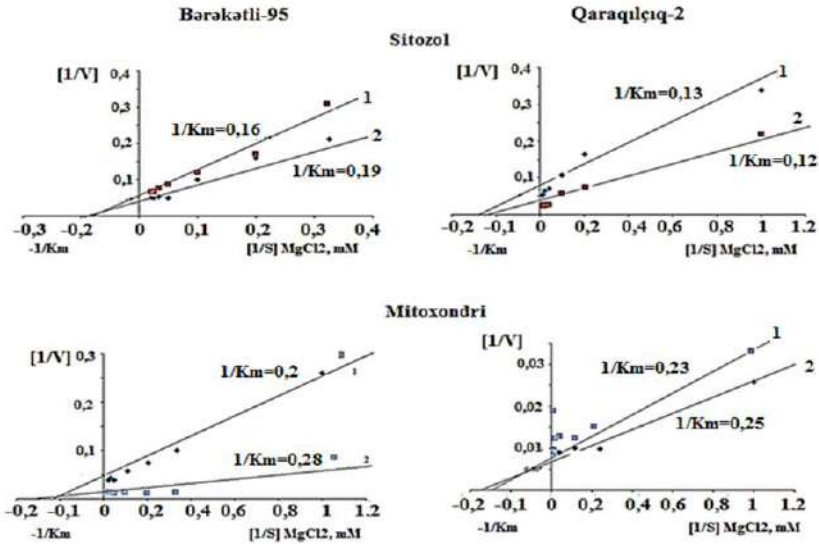 Bərəkətli-95
Qaraqılçıq-2
Sitozol
[1/V]
0,4
0,3
0,2
0,1
1/Km=0,16
1/Km=0,19
1
2
-0,3 -0,2 -0,1 0 0,1 0,2 0,3 0,4
-1/Km
[1/S] MgCl2, mM
[1/V]
0,4
0,3
0,2
0,1
1/Km=0,13
1/Km=0,12
1
2
-0.2 -0.1 0 0,2 0,4 0,6 0,8 1 1.2
-1/Km
[1/S] MgCl2, mM
Mitoxondri
[1/V]
0,3
0,1
1/Km=0,2
1/Km=0,28
1
2
-0,2 -0,1 0 0,2 0,4 0,6 0,8 1 1.2
-1/Km
[1/S] MgCl2, mM
[1/V]
0,03
0,02
0,01
1/Km=0,23
1/Km=0,25
1
2
-0,2 -0,1 0 0,2 0,4 0,6 0,8 1 1.2
-1/Km
[1/S] MgCl2, mM